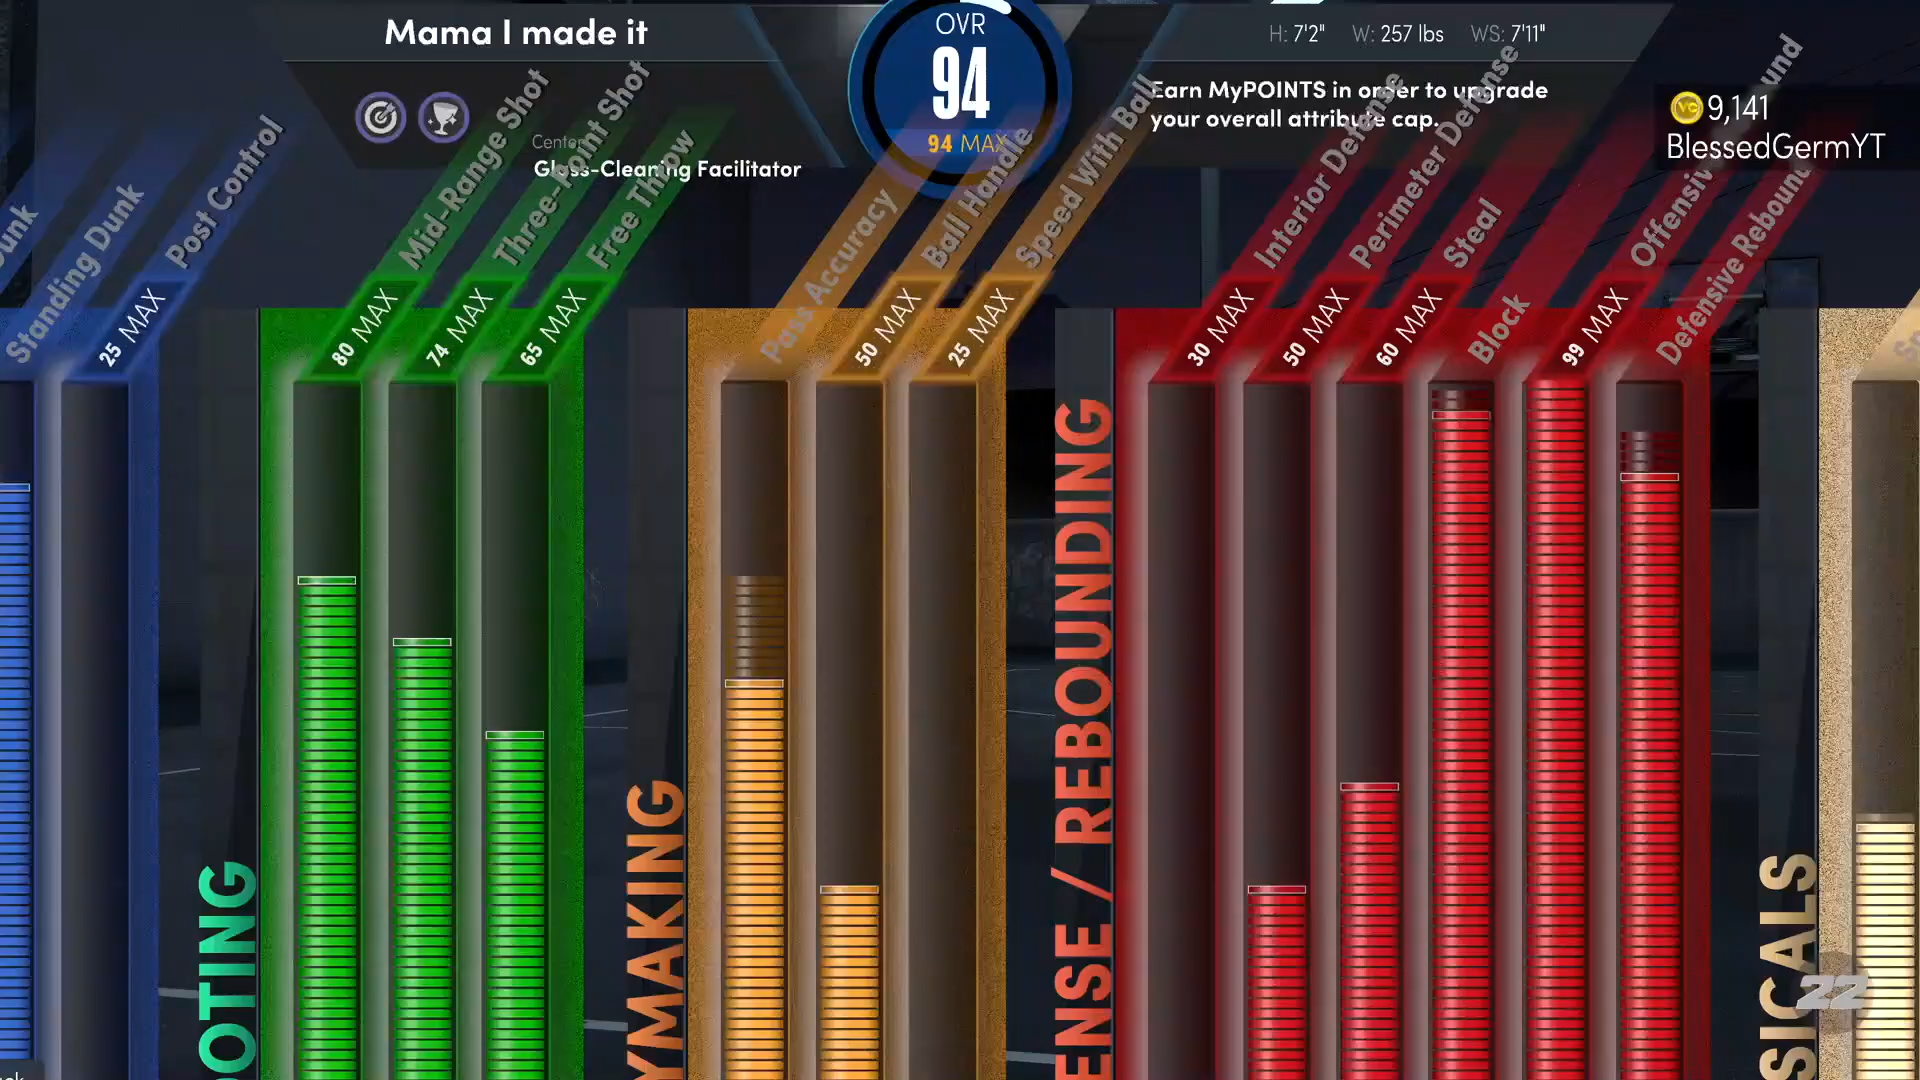 Mama I made it
OVR
94
94 MAX
H: 7'2" W: 257 lbs WS: 7'11"
Earn MyPOINTS in order to upgrade
your overall attribute cap.
Center
Glass-Cleaning Facilitator
VC 9,141
BlessedGermYT
Standing Dunk
Post Control
25 MAX
Mid-Range Shot
80 MAX
Three-Point Shot
74 MAX
Free Throw
65 MAX
Pass Accuracy
Ball Handle
50 MAX
Speed With Ball
25 MAX
Interior Defense
30 MAX
Perimeter Defense
50 MAX
Steal
60 MAX
Block
Offensive
und
99 MAX
Defensive Rebound
OOTING
YMAKING
ENSE / REBOUNDING
SICALS
22